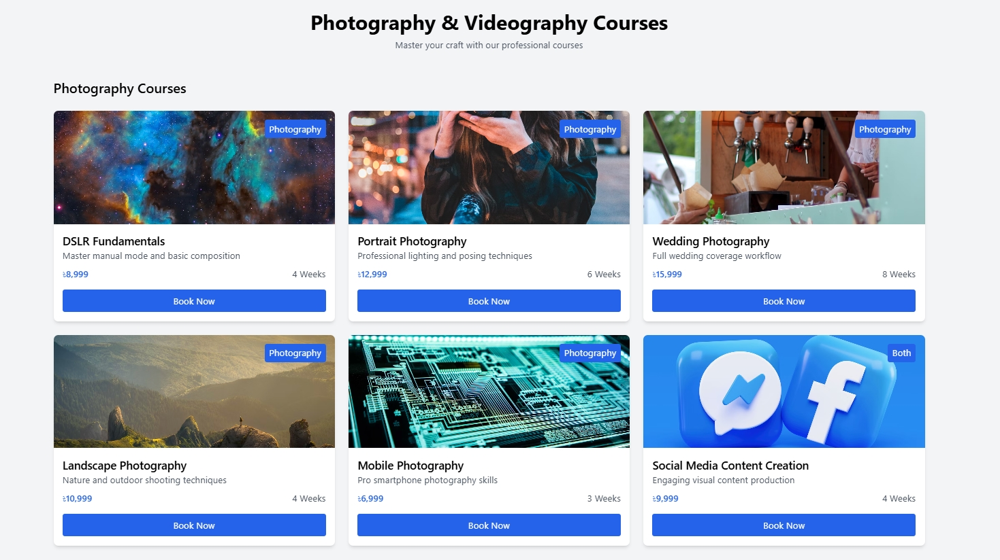 Photography & Videography Courses
Master your craft with our professional courses
Photography Courses
Photography
DSLR Fundamentals
Master manual mode and basic composition
৳8,999 4 Weeks
Book Now
Photography
Portrait Photography
Professional lighting and posing techniques
৳12,999 6 Weeks
Book Now
Photography
Wedding Photography
Full wedding coverage workflow
৳15,999 8 Weeks
Book Now
Photography
Landscape Photography
Nature and outdoor shooting techniques
৳10,999 4 Weeks
Book Now
Photography
Mobile Photography
Pro smartphone photography skills
৳6,999 3 Weeks
Book Now
Both
Social Media Content Creation
Engaging visual content production
৳9,999 4 Weeks
Book Now